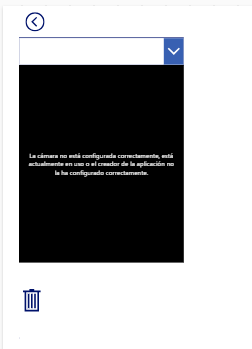 La cámara no está configurada correctamente, está
actualmente en uso o el creador de la aplicación no
la ha configurado correctamente.